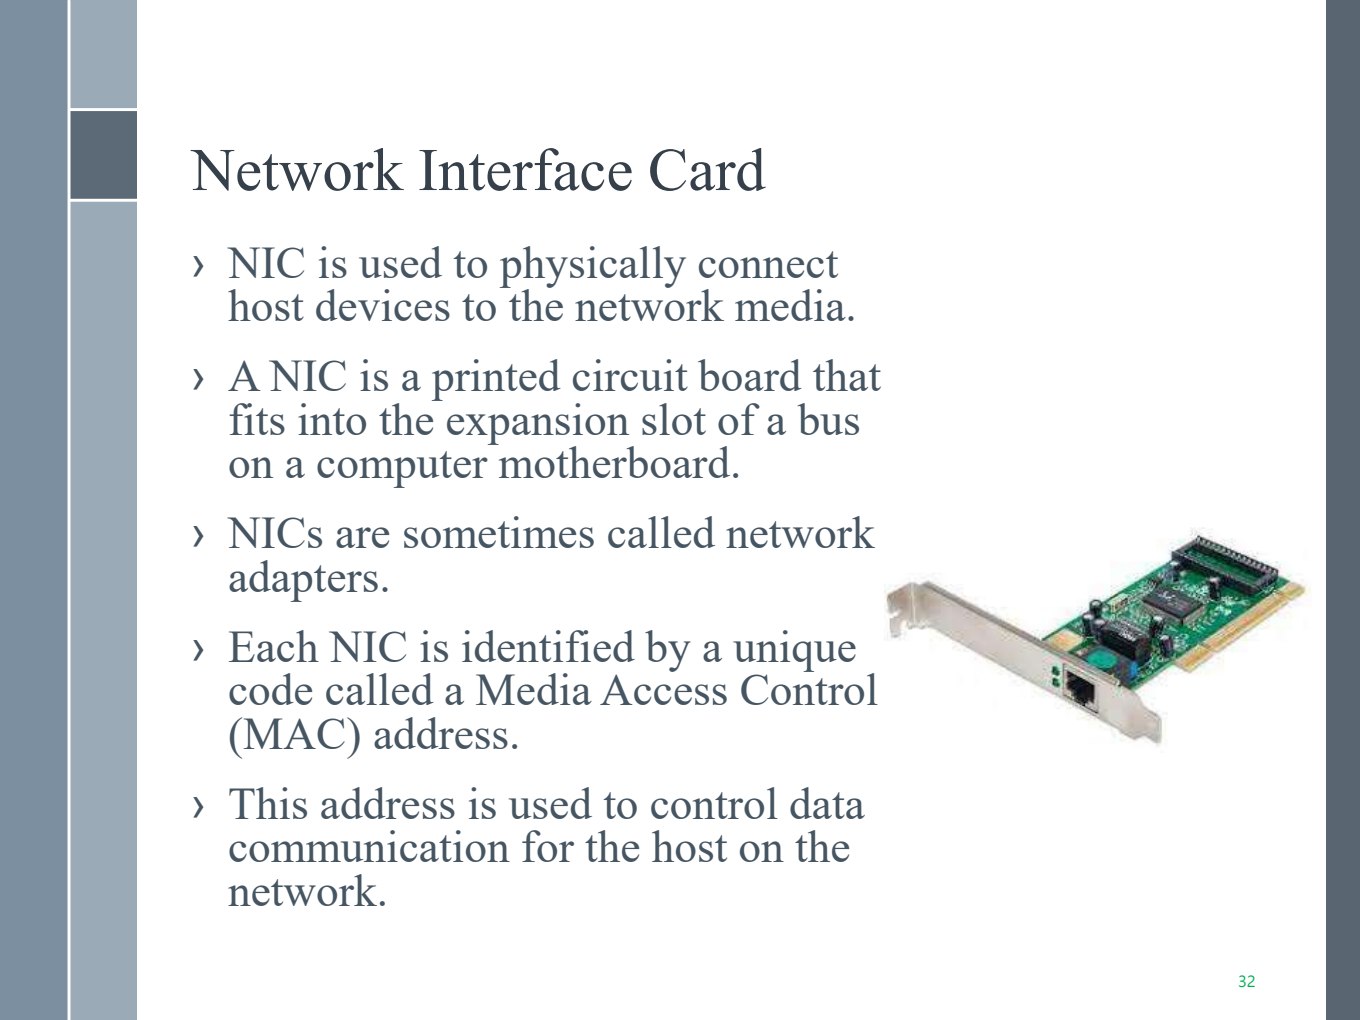 Network Interface Card
› NIC is used to physically connect
host devices to the network media.
› A NIC is a printed circuit board that
fits into the expansion slot of a bus
on a computer motherboard.
› NICs are sometimes called network
adapters.
› Each NIC is identified by a unique
code called a Media Access Control
(MAC) address.
› This address is used to control data
communication for the host on the
network.
32